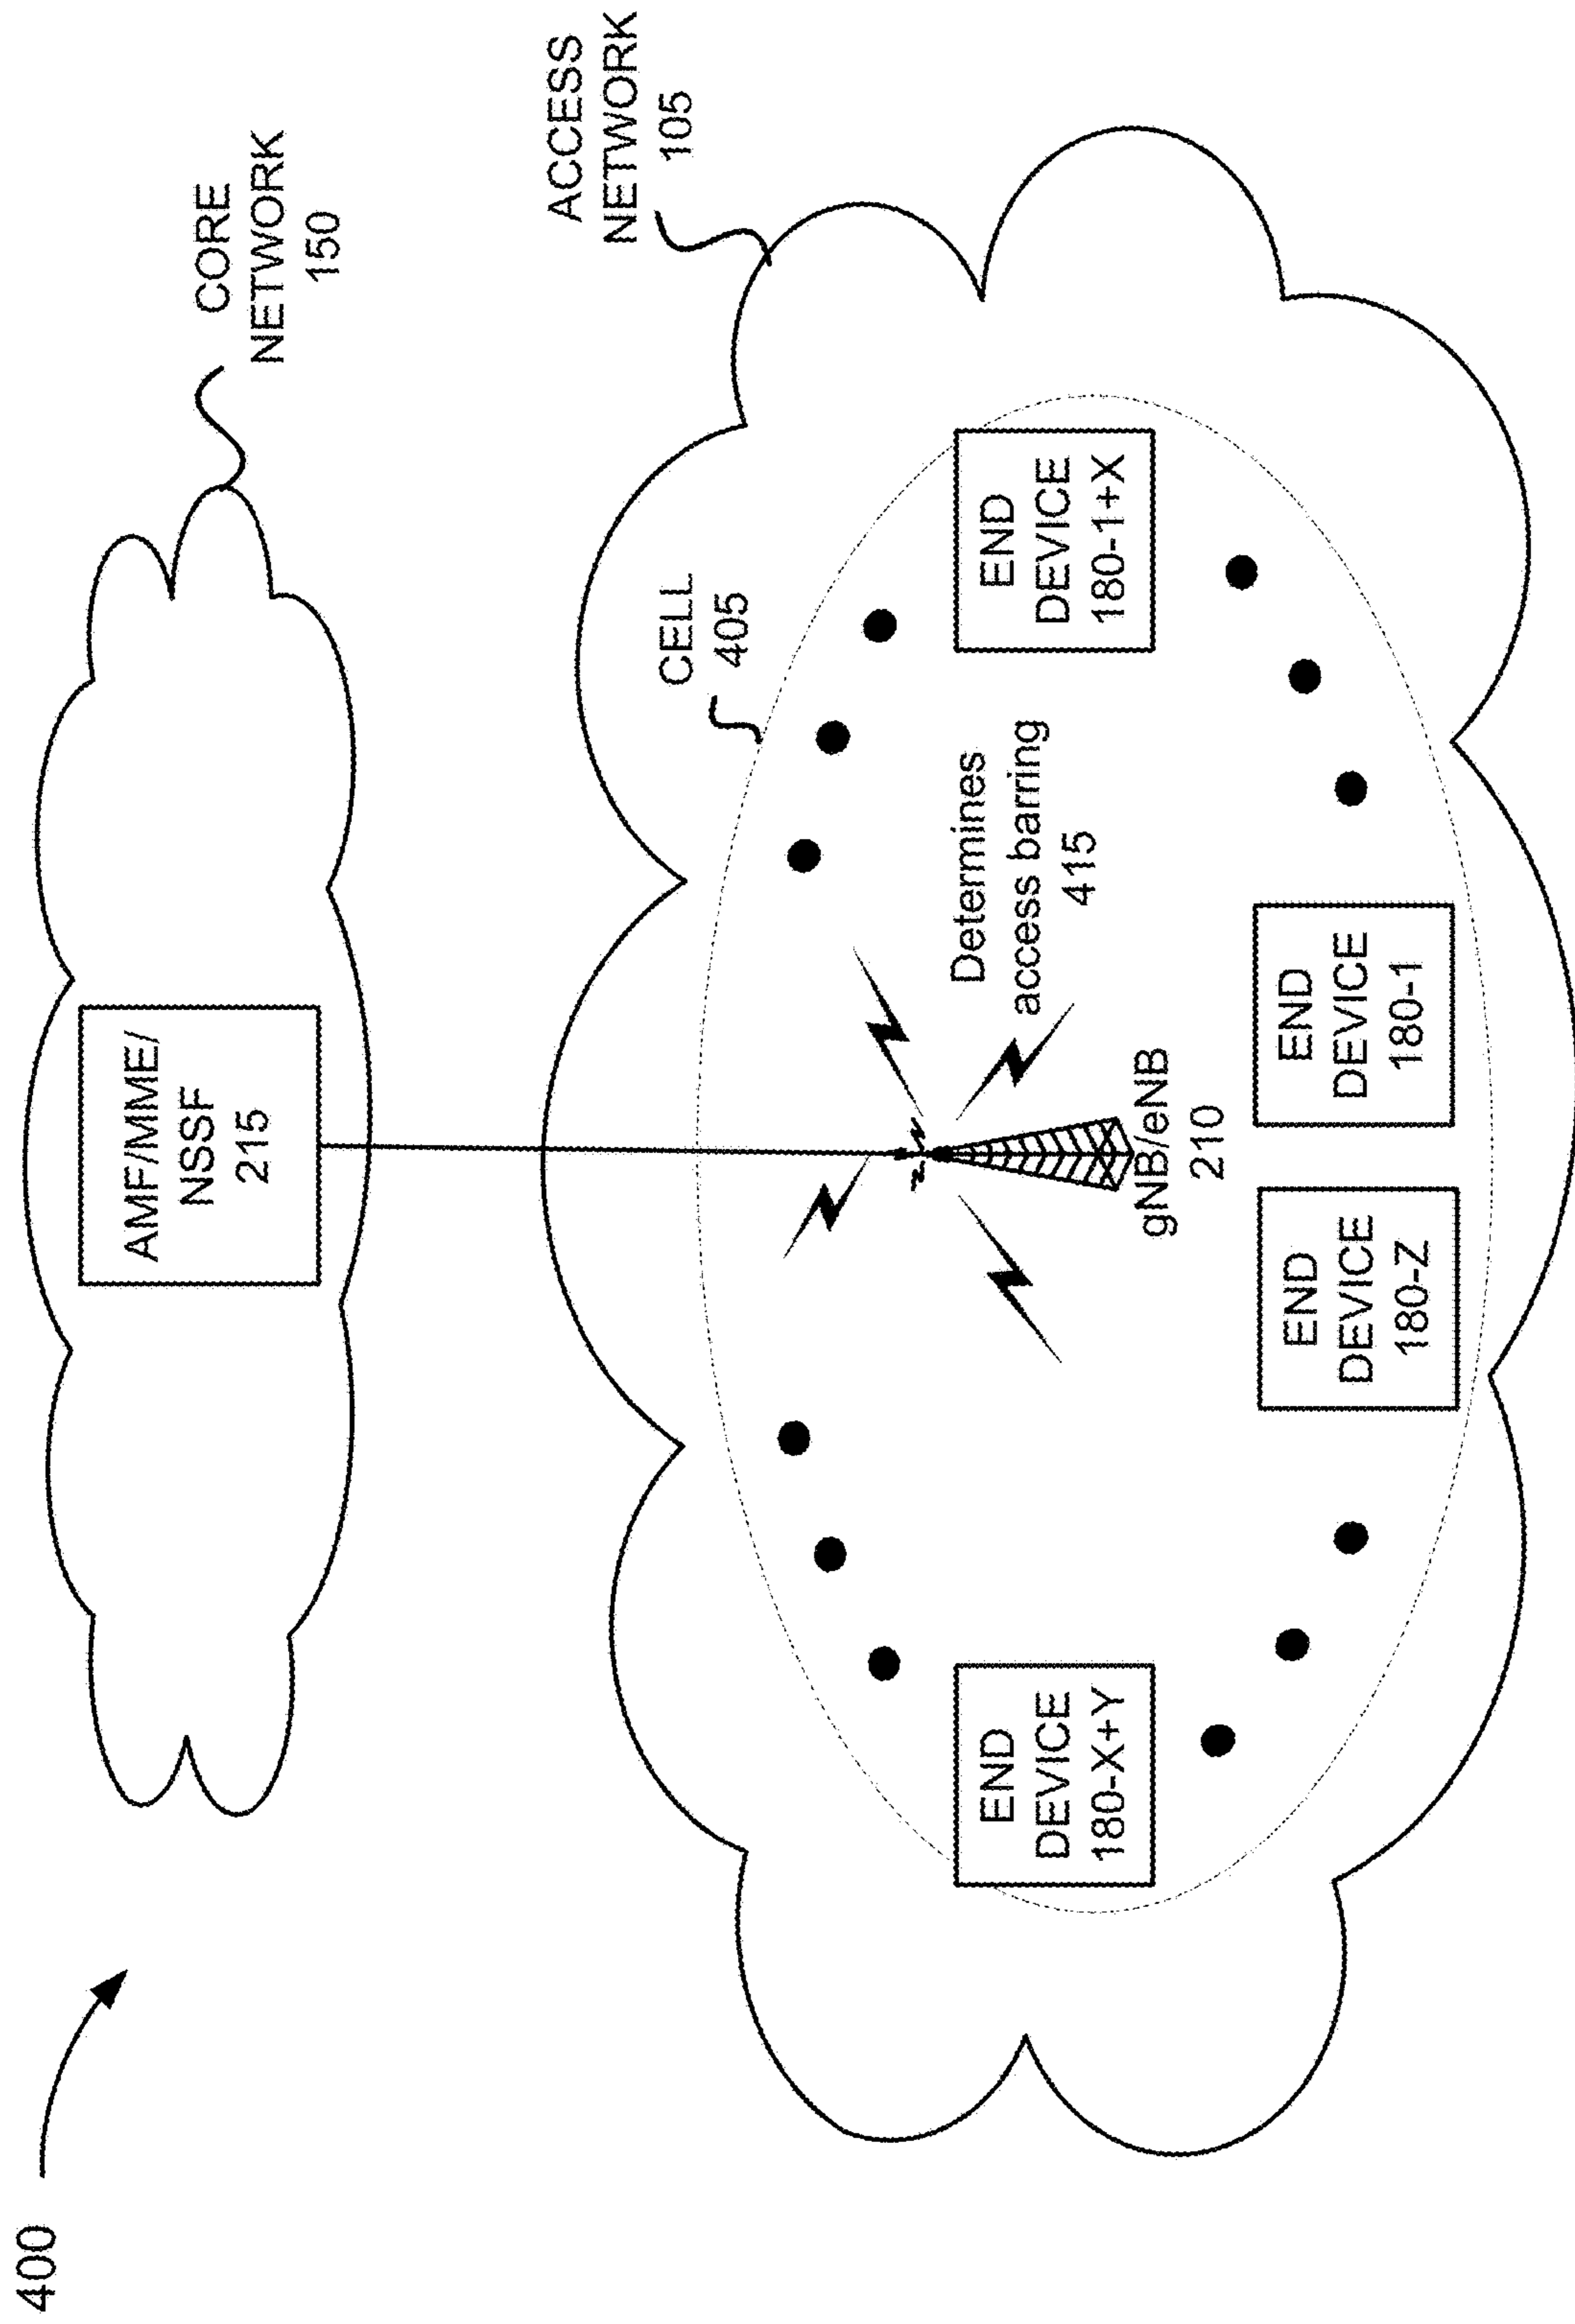 400
CORE
NETWORK
150
AMF/MME/
NSSF
215
ACCESS
NETWORK
105
CELL
405
Determines
access barring
415
END
DEVICE
180-X+Y
END
DEVICE
180-1+X
gNB/eNB
210
END
DEVICE
180-Z
END
DEVICE
180-1